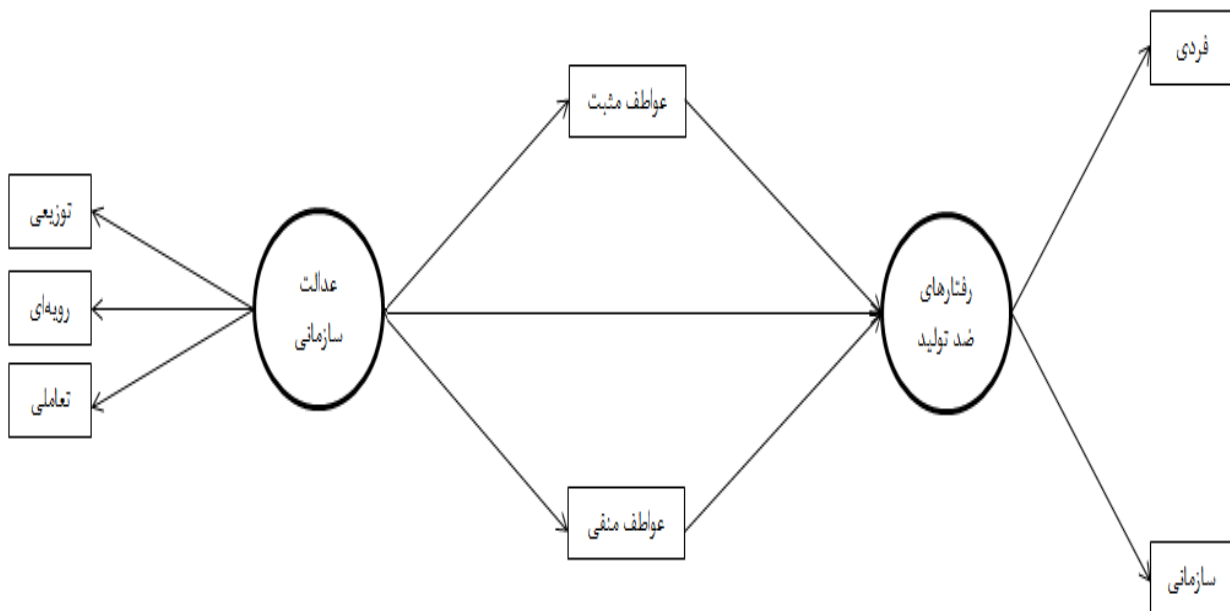 فردی
عواطف مثبت
توزیعی
رویه‌ای
تعاملی
عدالت
سازمانی
رفتارهای
ضد تولید
عواطف منفی
سازمانی